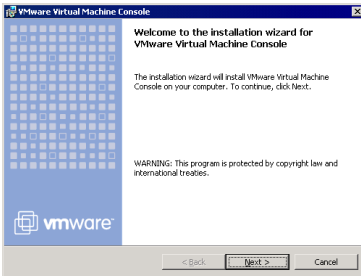 VMware Virtual Machine Console
Welcome to the installation wizard for
VMware Virtual Machine Console
The installation wizard will install VMware Virtual Machine
Console on your computer. To continue, click Next.
WARNING: This program is protected by copyright law and
international treaties.
vmware™
< Back
Next >
Cancel